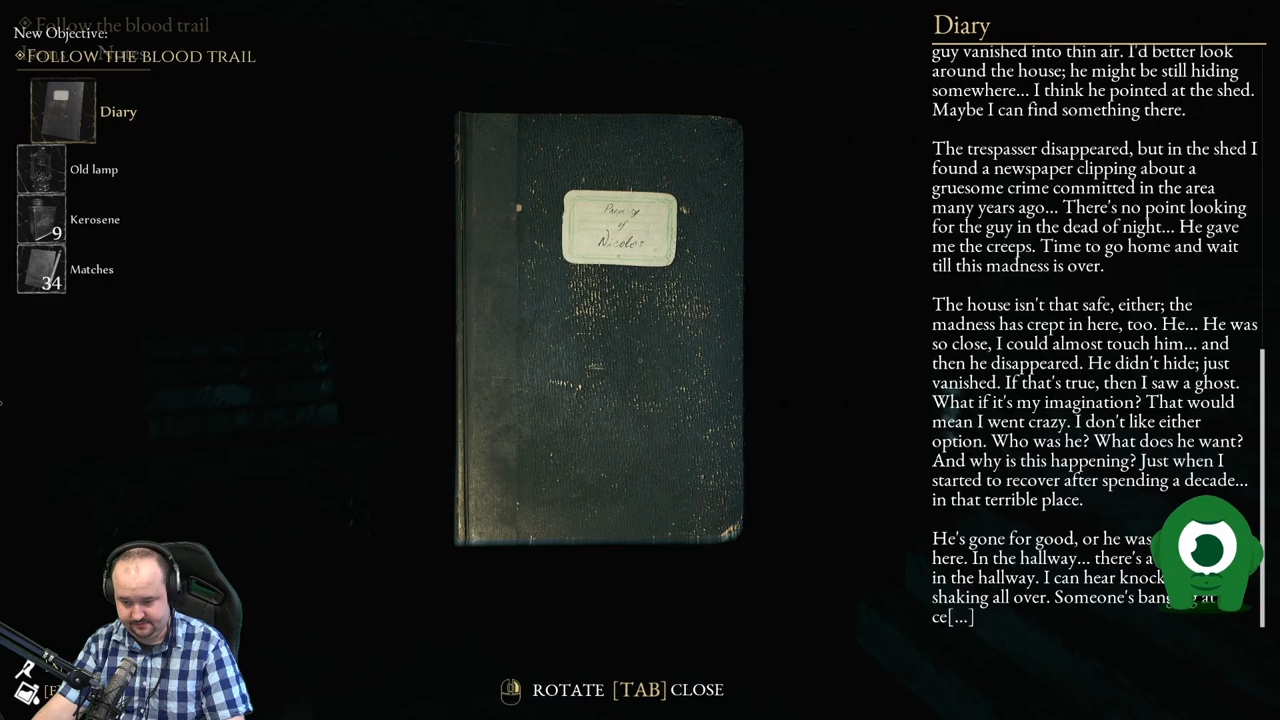 Follow the blood trail
New Objective:
FOLLOW THE BLOOD TRAIL
Diary
Old lamp
Kerosene
9
Matches
34
Property
of
Nicolas
Diary
guy vanished into thin air. I'd better look
around the house; he might be still hiding
somewhere... I think he pointed at the shed.
Maybe I can find something there.
The trespasser disappeared, but in the shed I
found a newspaper clipping about a
gruesome crime committed in the area
many years ago... There's no point looking
for the guy in the dead of night... He gave
me the creeps. Time to go home and wait
till this madness is over.
The house isn't that safe, either; the
madness has crept in here, too. He... He was
so close, I could almost touch him... and
then he disappeared. He didn't hide; just
vanished. If that's true, then I saw a ghost.
What if it's my imagination? That would
mean I went crazy. I don't like either
option. Who was he? What does he want?
And why is this happening? Just when I
started to recover after spending a decade...
in that terrible place.
He's gone for good, or he was
here. In the hallway... there's a
in the hallway. I can hear knock
shaking all over. Someone's banging at
ce[...]
ROTATE [TAB] CLOSE